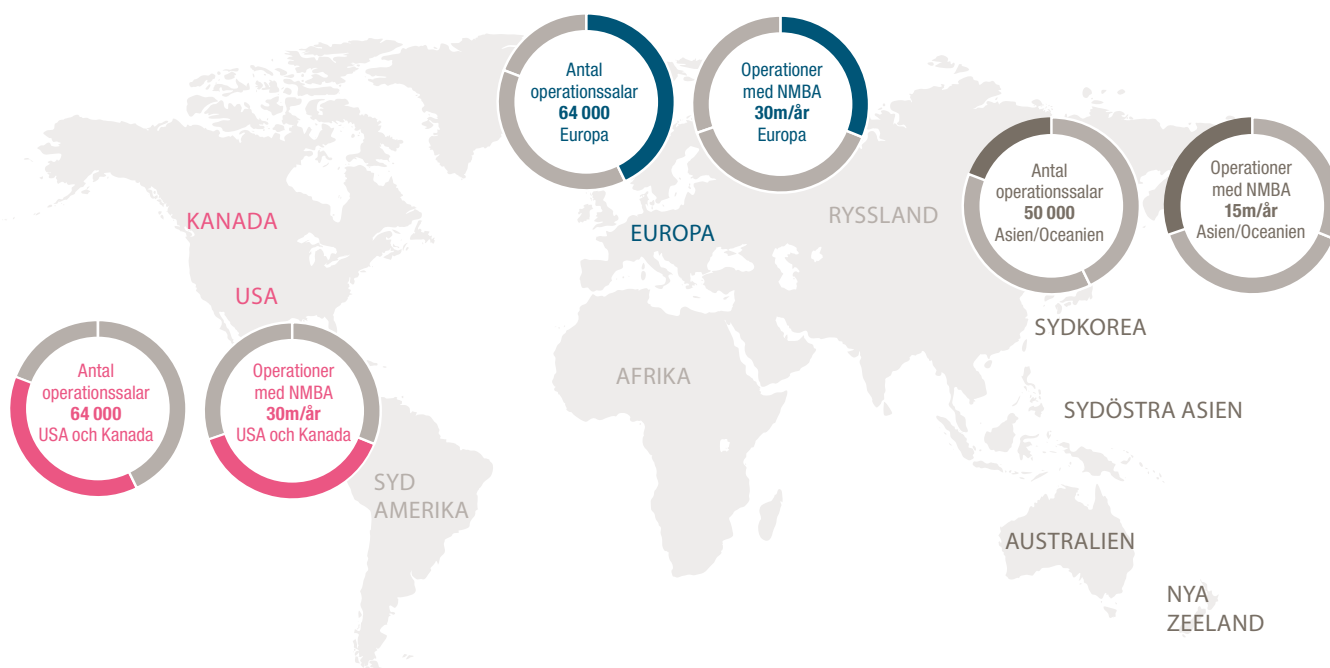 Antal
operationssalar
64 000
Europa
Operationer
med NMBA
30m/år
Europa
Antal
operationssalar
50 000
Asien/Oceanien
Operationer
med NMBA
15m/år
Asien/Oceanien
KANADA
RYSSLAND
EUROPA
USA
SYDKOREA
Antal
operationssalar
64 000
USA och Kanada
Operationer
med NMBA
30m/år
USA och Kanada
AFRIKA
SYDÖSTRA ASIEN
SYD
AMERIKA
AUSTRALIEN
NYA
ZEELAND